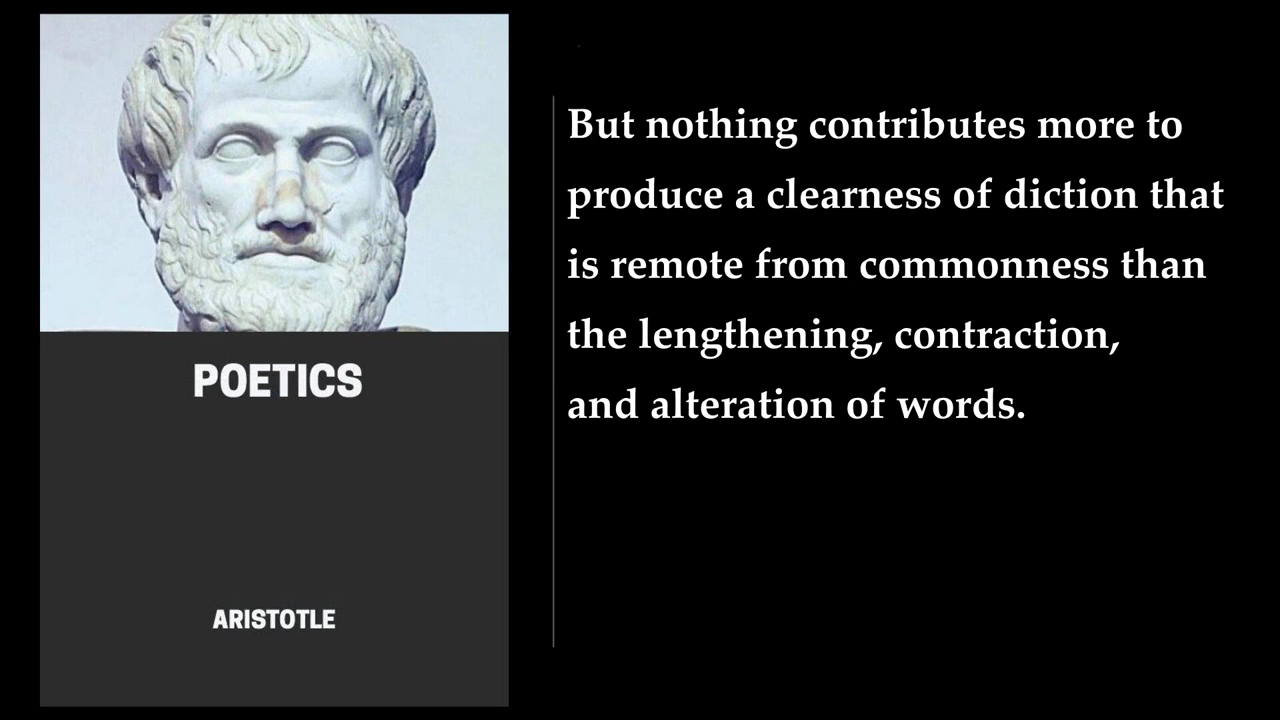 POETICS
ARISTOTLE
But nothing contributes more to
produce a clearness of diction that
is remote from commonness than
the lengthening, contraction,
and alteration of words.